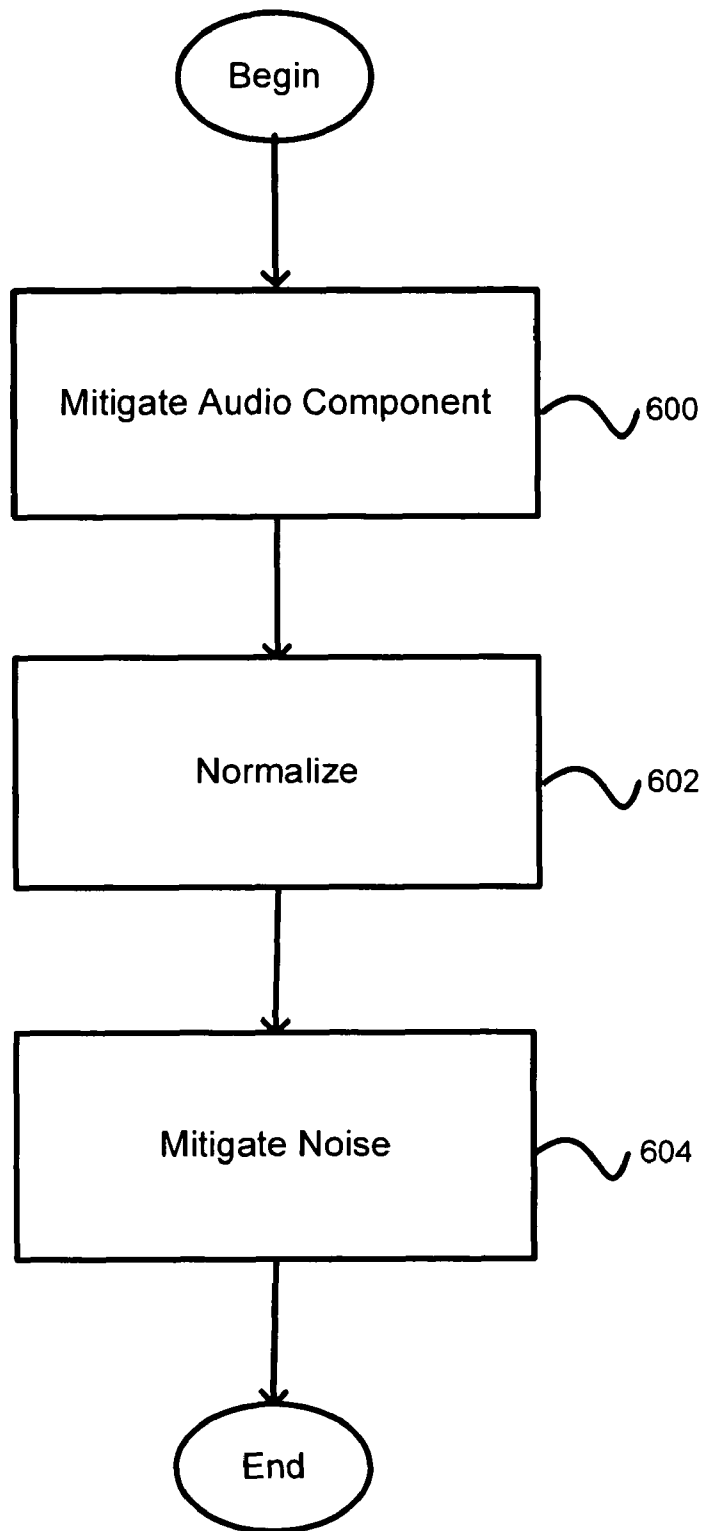 Begin
Mitigate Audio Component
600
Normalize
602
Mitigate Noise
604
End